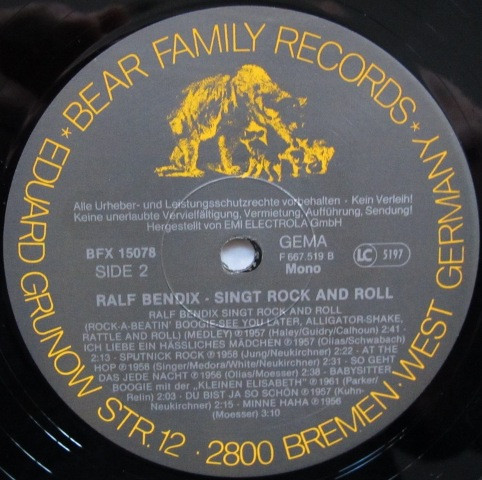 * BEAR FAMILY RECORDS *
EDUARD GRUNOW STR. 12 · 2800 BREMEN · WEST GERMANY
Alle Urheber- und Leistungsschutzrechte vorbehalten - Kein Verleih!
Keine unerlaubte Vervielfältigung, Vermietung, Aufführung, Sendung!
Hergestellt von EMI ELECTROLA GmbH
BFX 15078
SIDE 2
GEMA
F 667.519 B
Mono
LC 5197
RALF BENDIX - SINGT ROCK AND ROLL
RALF BENDIX SINGT ROCK AND ROLL
(ROCK-A-BEATIN' BOOGIE-SEE YOU LATER, ALLIGATOR-SHAKE,
RATTLE AND ROLL) (MEDLEY) ℗ 1957 (Haley/Guidry/Calhoun) 2:41 -
ICH LIEBE EIN HÄSSLICHES MÄDCHEN ℗ 1957 (Olias/Schwabach)
2:13 - SPUTNICK ROCK ℗ 1958 (Jung/Neukirchner) 2:22 - AT THE
HOP ℗ 1958 (Singer/Medora/White/Neukirchner) 2:31 - SO GEHT
DAS JEDE NACHT ℗ 1956 (Olias/Moesser) 2:38 - BABYSITTER
BOOGIE mit der „KLEINEN ELISABETH" ℗ 1961 (Parker/
Relin) 2:03 - DU BIST JA SO SCHÖN ℗ 1957 (Kuhn-
Neukirchner) 2:15 - MINNE HAHA ℗ 1956
(Moesser) 3:10